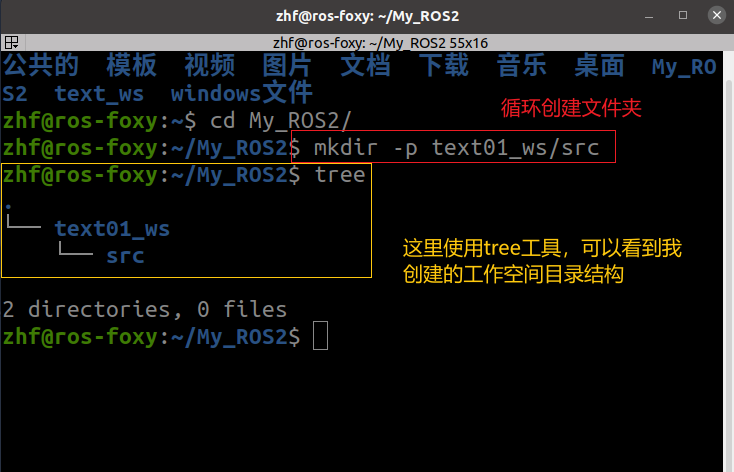 zhf@ros-foxy: ~/My_ROS2
zhf@ros-foxy: ~/My_ROS2 55x16
公共的 模板 视频 图片 文档 下载 音乐 桌面 My_RO
S2 text_ws windows文件
循环创建文件夹
zhf@ros-foxy:~$ cd My_ROS2/
zhf@ros-foxy:~/My_ROS2$ mkdir -p text01_ws/src
zhf@ros-foxy:~/My_ROS2$ tree
.
└── text01_ws
    └── src
这里使用tree工具，可以看到我
创建的工作空间目录结构
2 directories, 0 files
zhf@ros-foxy:~/My_ROS2$